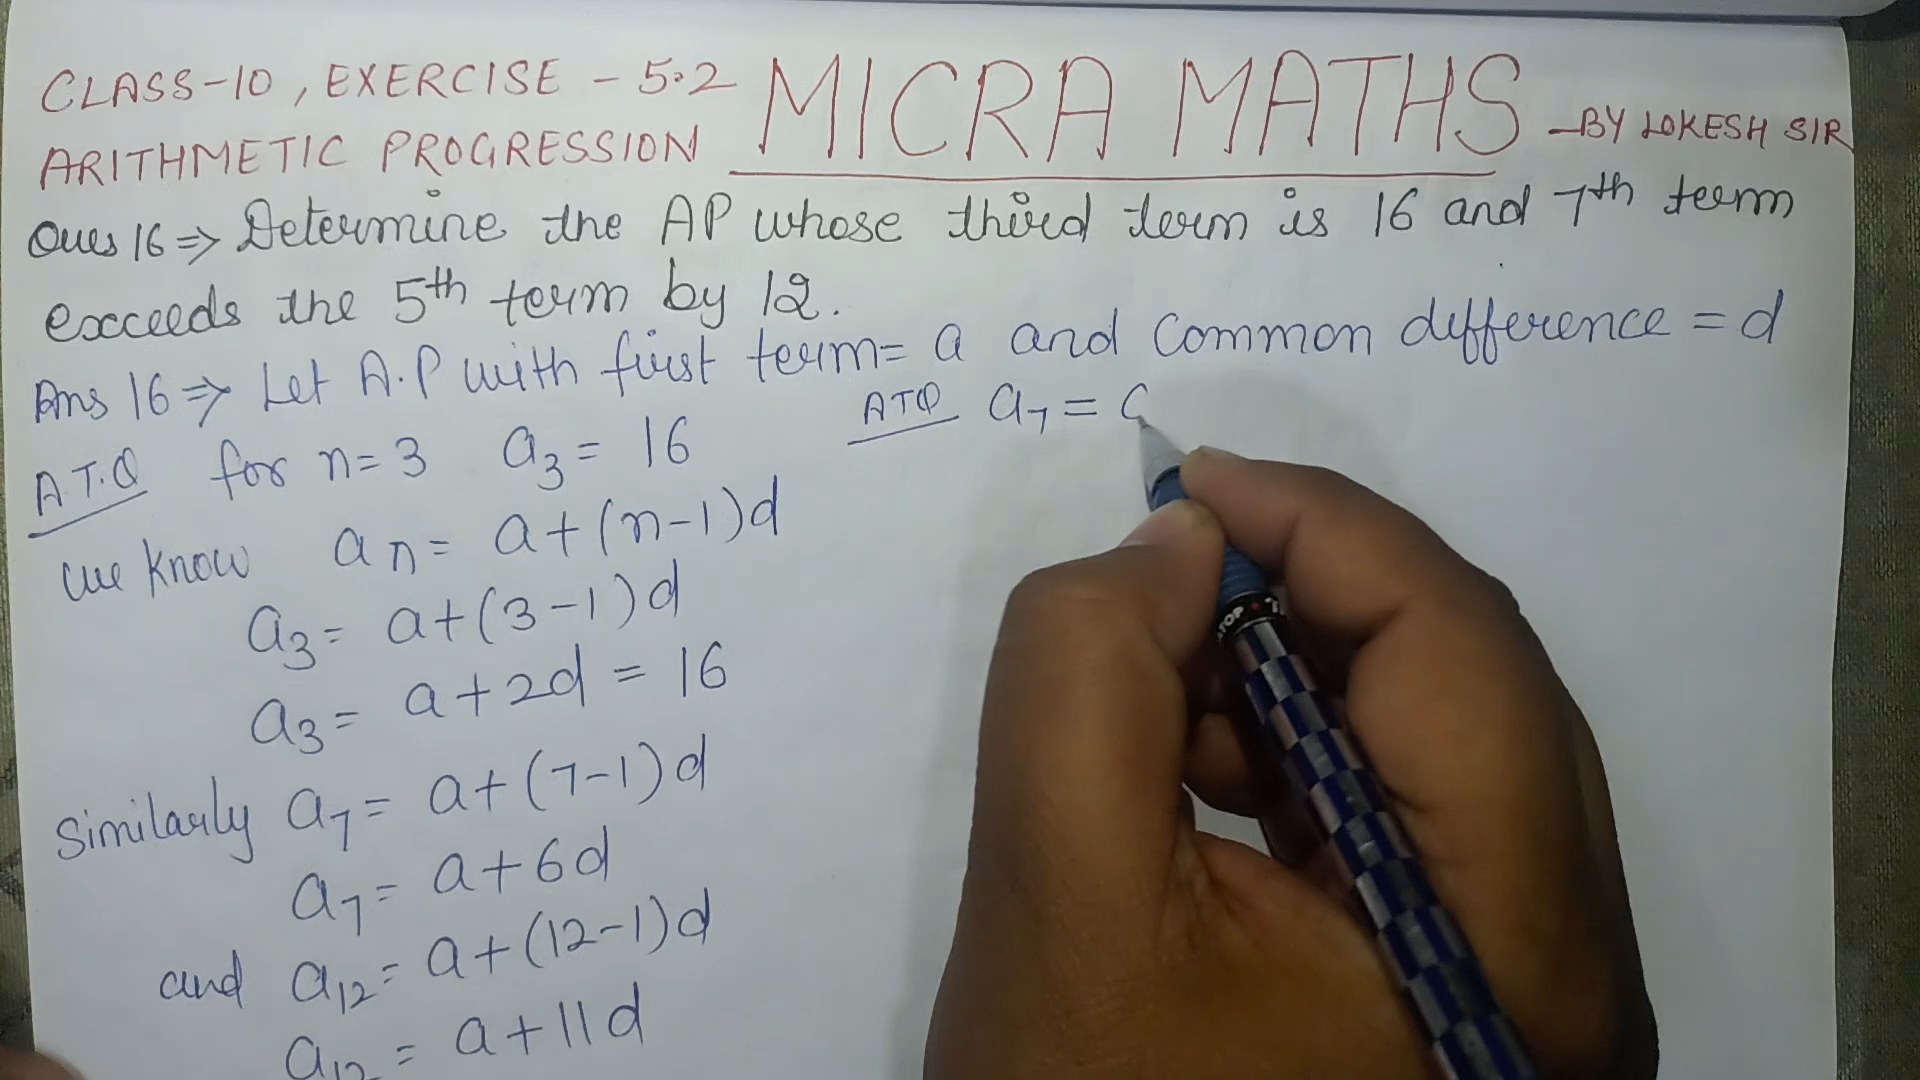 CLASS-10, EXERCISE - 5.2
ARITHMETIC PROGRESSION
MICRA MATHS
-BY LOKESH SIR
Ques 16 ⇒ Determine the AP whose third term is 16 and 7th term
exceeds the 5th term by 12.
Ans 16 ⇒ Let A.P with first term = a and common difference = d
A.T.Q for n = 3 a₃ = 16
we know aₙ = a + (n-1)d
a₃ = a + (3-1)d
a₃ = a + 2d = 16
Similarly a₇ = a + (7-1)d
a₇ = a + 6d
and a₁₂ = a + (12-1)d
a₁₂ = a + 11d
ATQ a₇ =
TOP